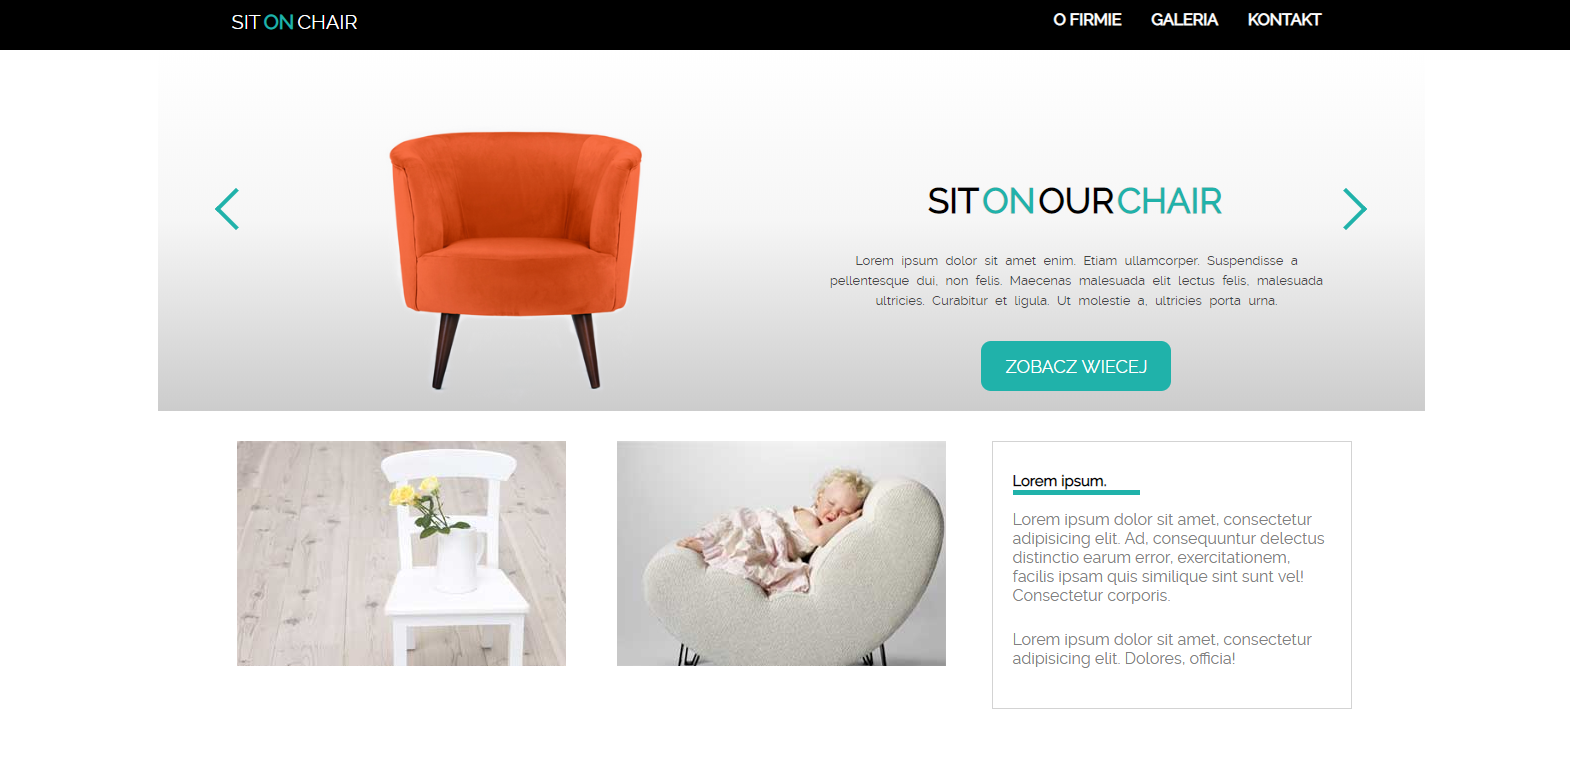 SIT ON CHAIR
O FIRMIE GALERIA KONTAKT
SIT ON OUR CHAIR
Lorem ipsum dolor sit amet enim. Etiam ullamcorper. Suspendisse a
pellentesque dui, non felis. Maecenas malesuada elit lectus felis, malesuada
ultricies. Curabitur et ligula. Ut molestie a, ultricies porta urna.
ZOBACZ WIECEJ
Lorem ipsum.
Lorem ipsum dolor sit amet, consectetur
adipisicing elit. Ad, consequuntur delectus
distinctio earum error, exercitationem,
facilis ipsam quis similique sint sunt vel!
Consectetur corporis.
Lorem ipsum dolor sit amet, consectetur
adipisicing elit. Dolores, officia!